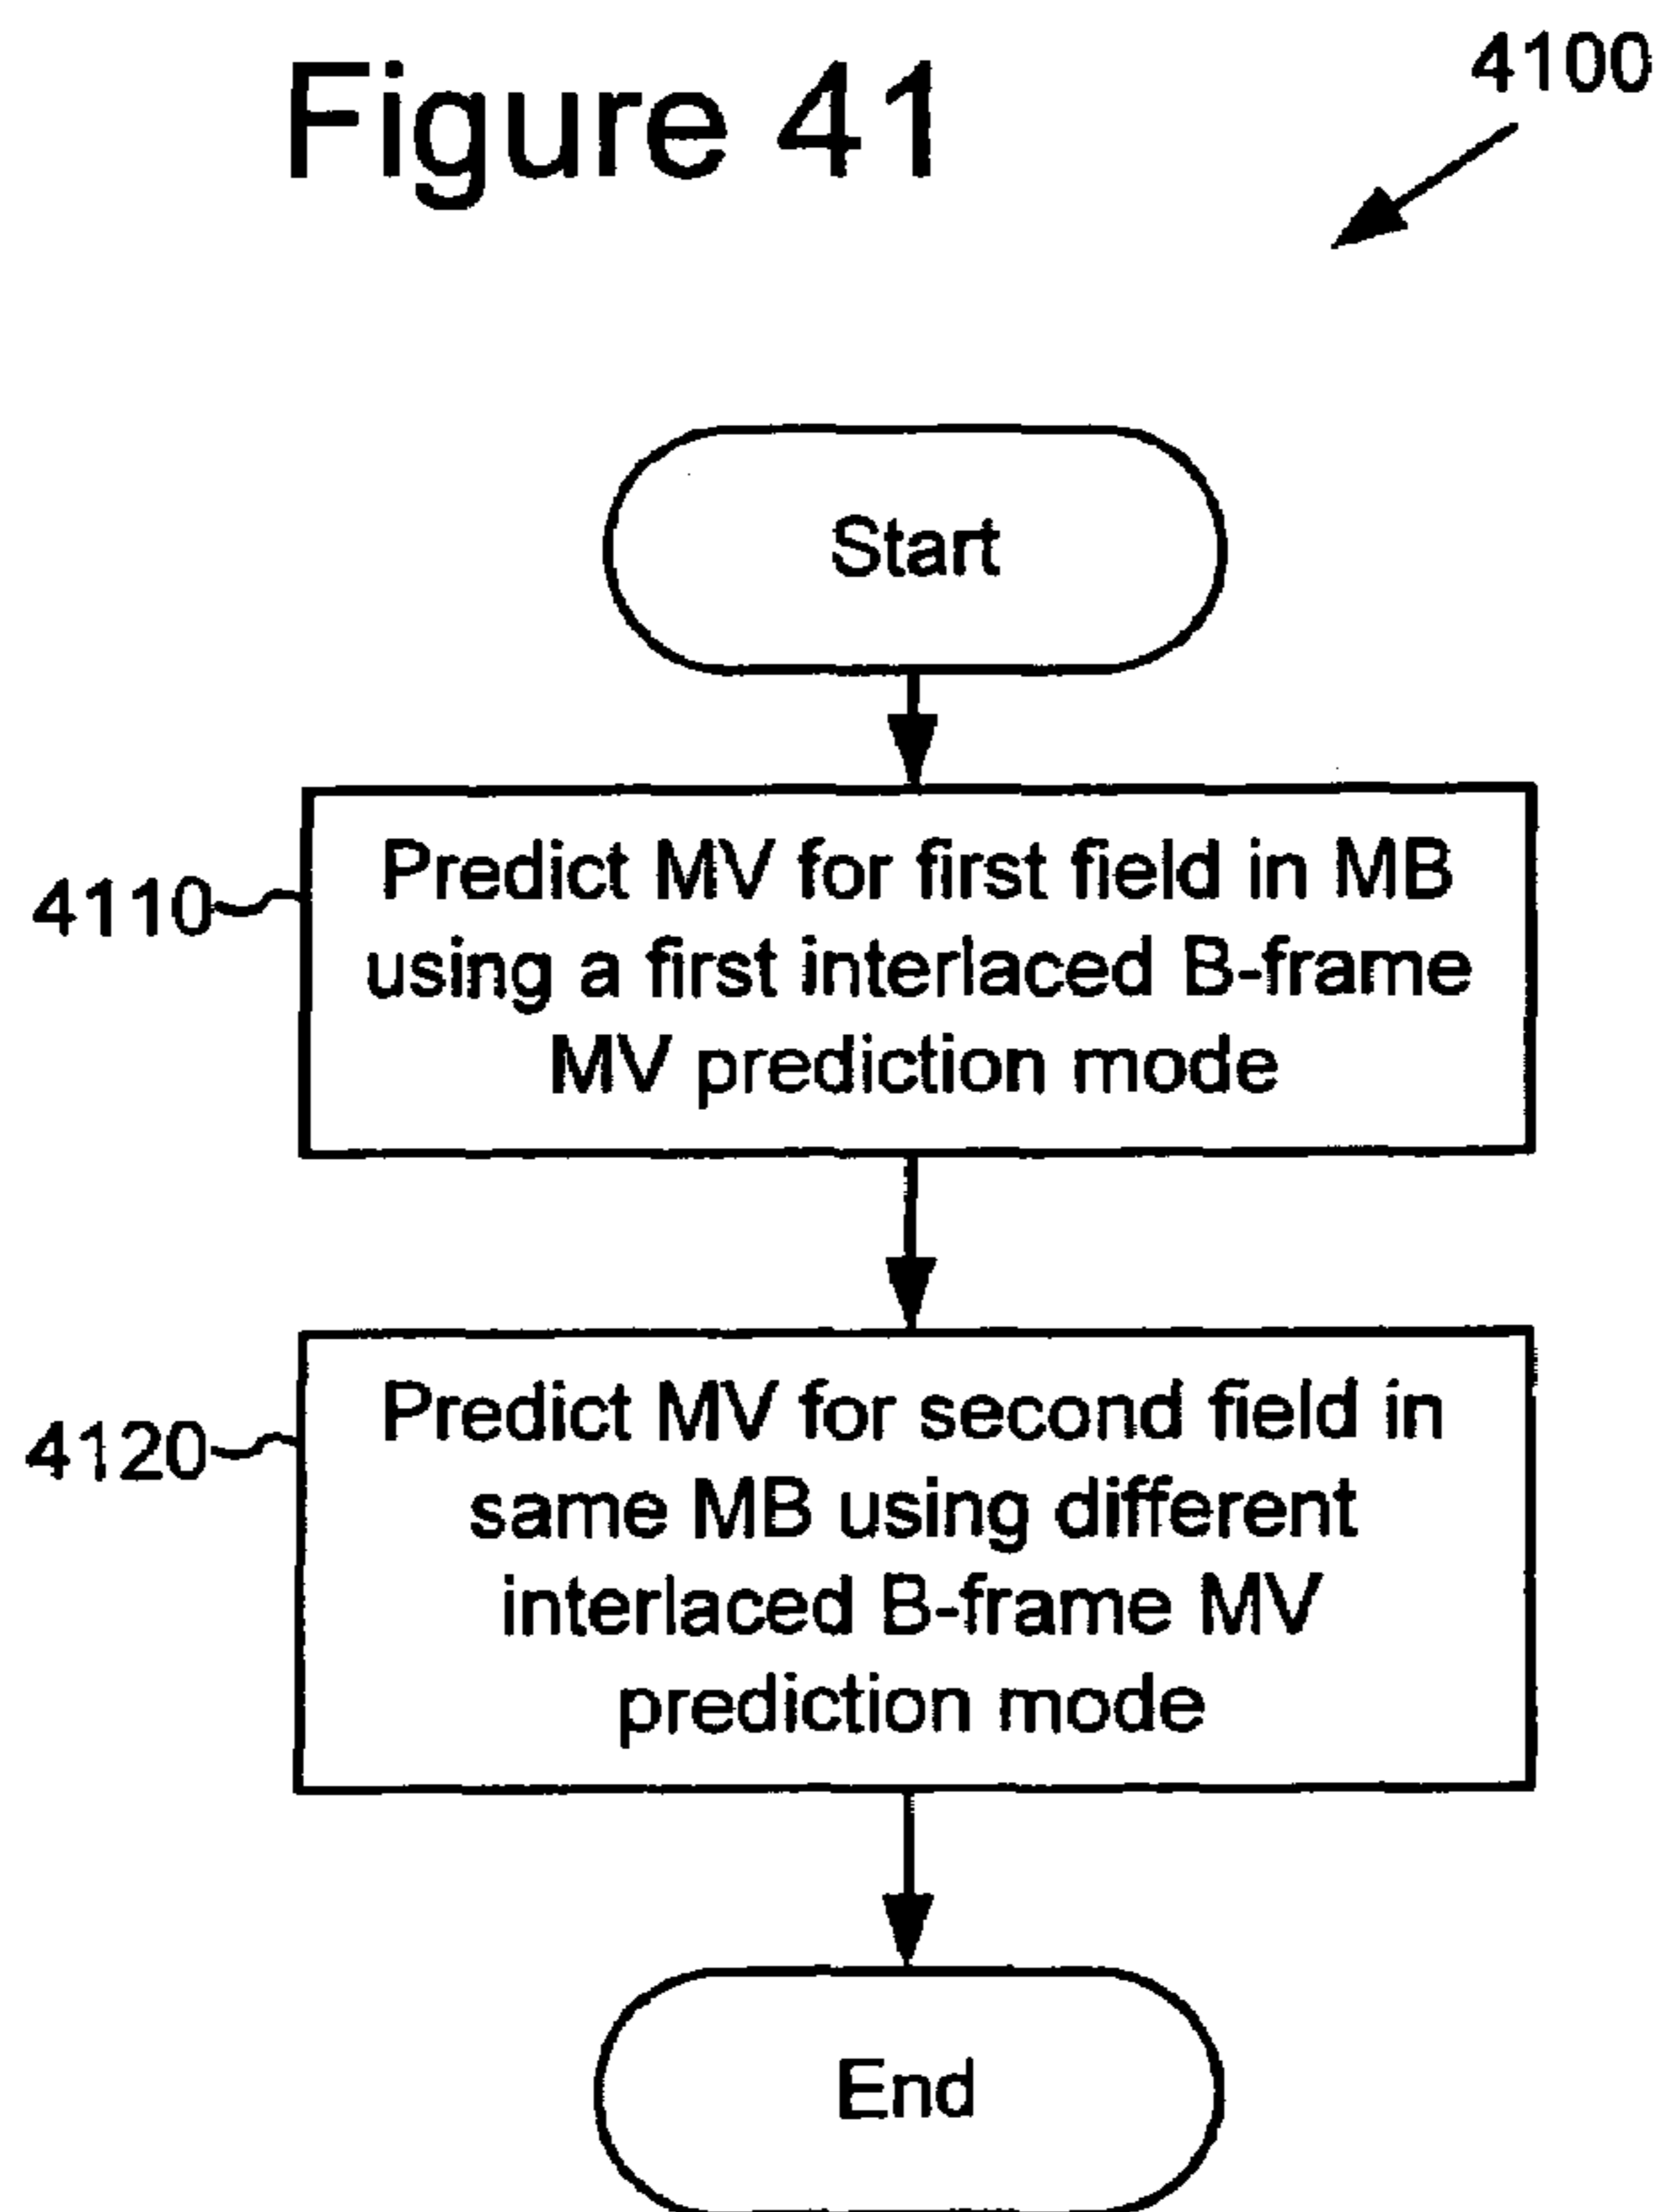 Figure 41
4100
Start
4110
Predict MV for first field in MB
using a first interlaced B-frame
MV prediction mode
4120
Predict MV for second field in
same MB using different
interlaced B-frame MV
prediction mode
End